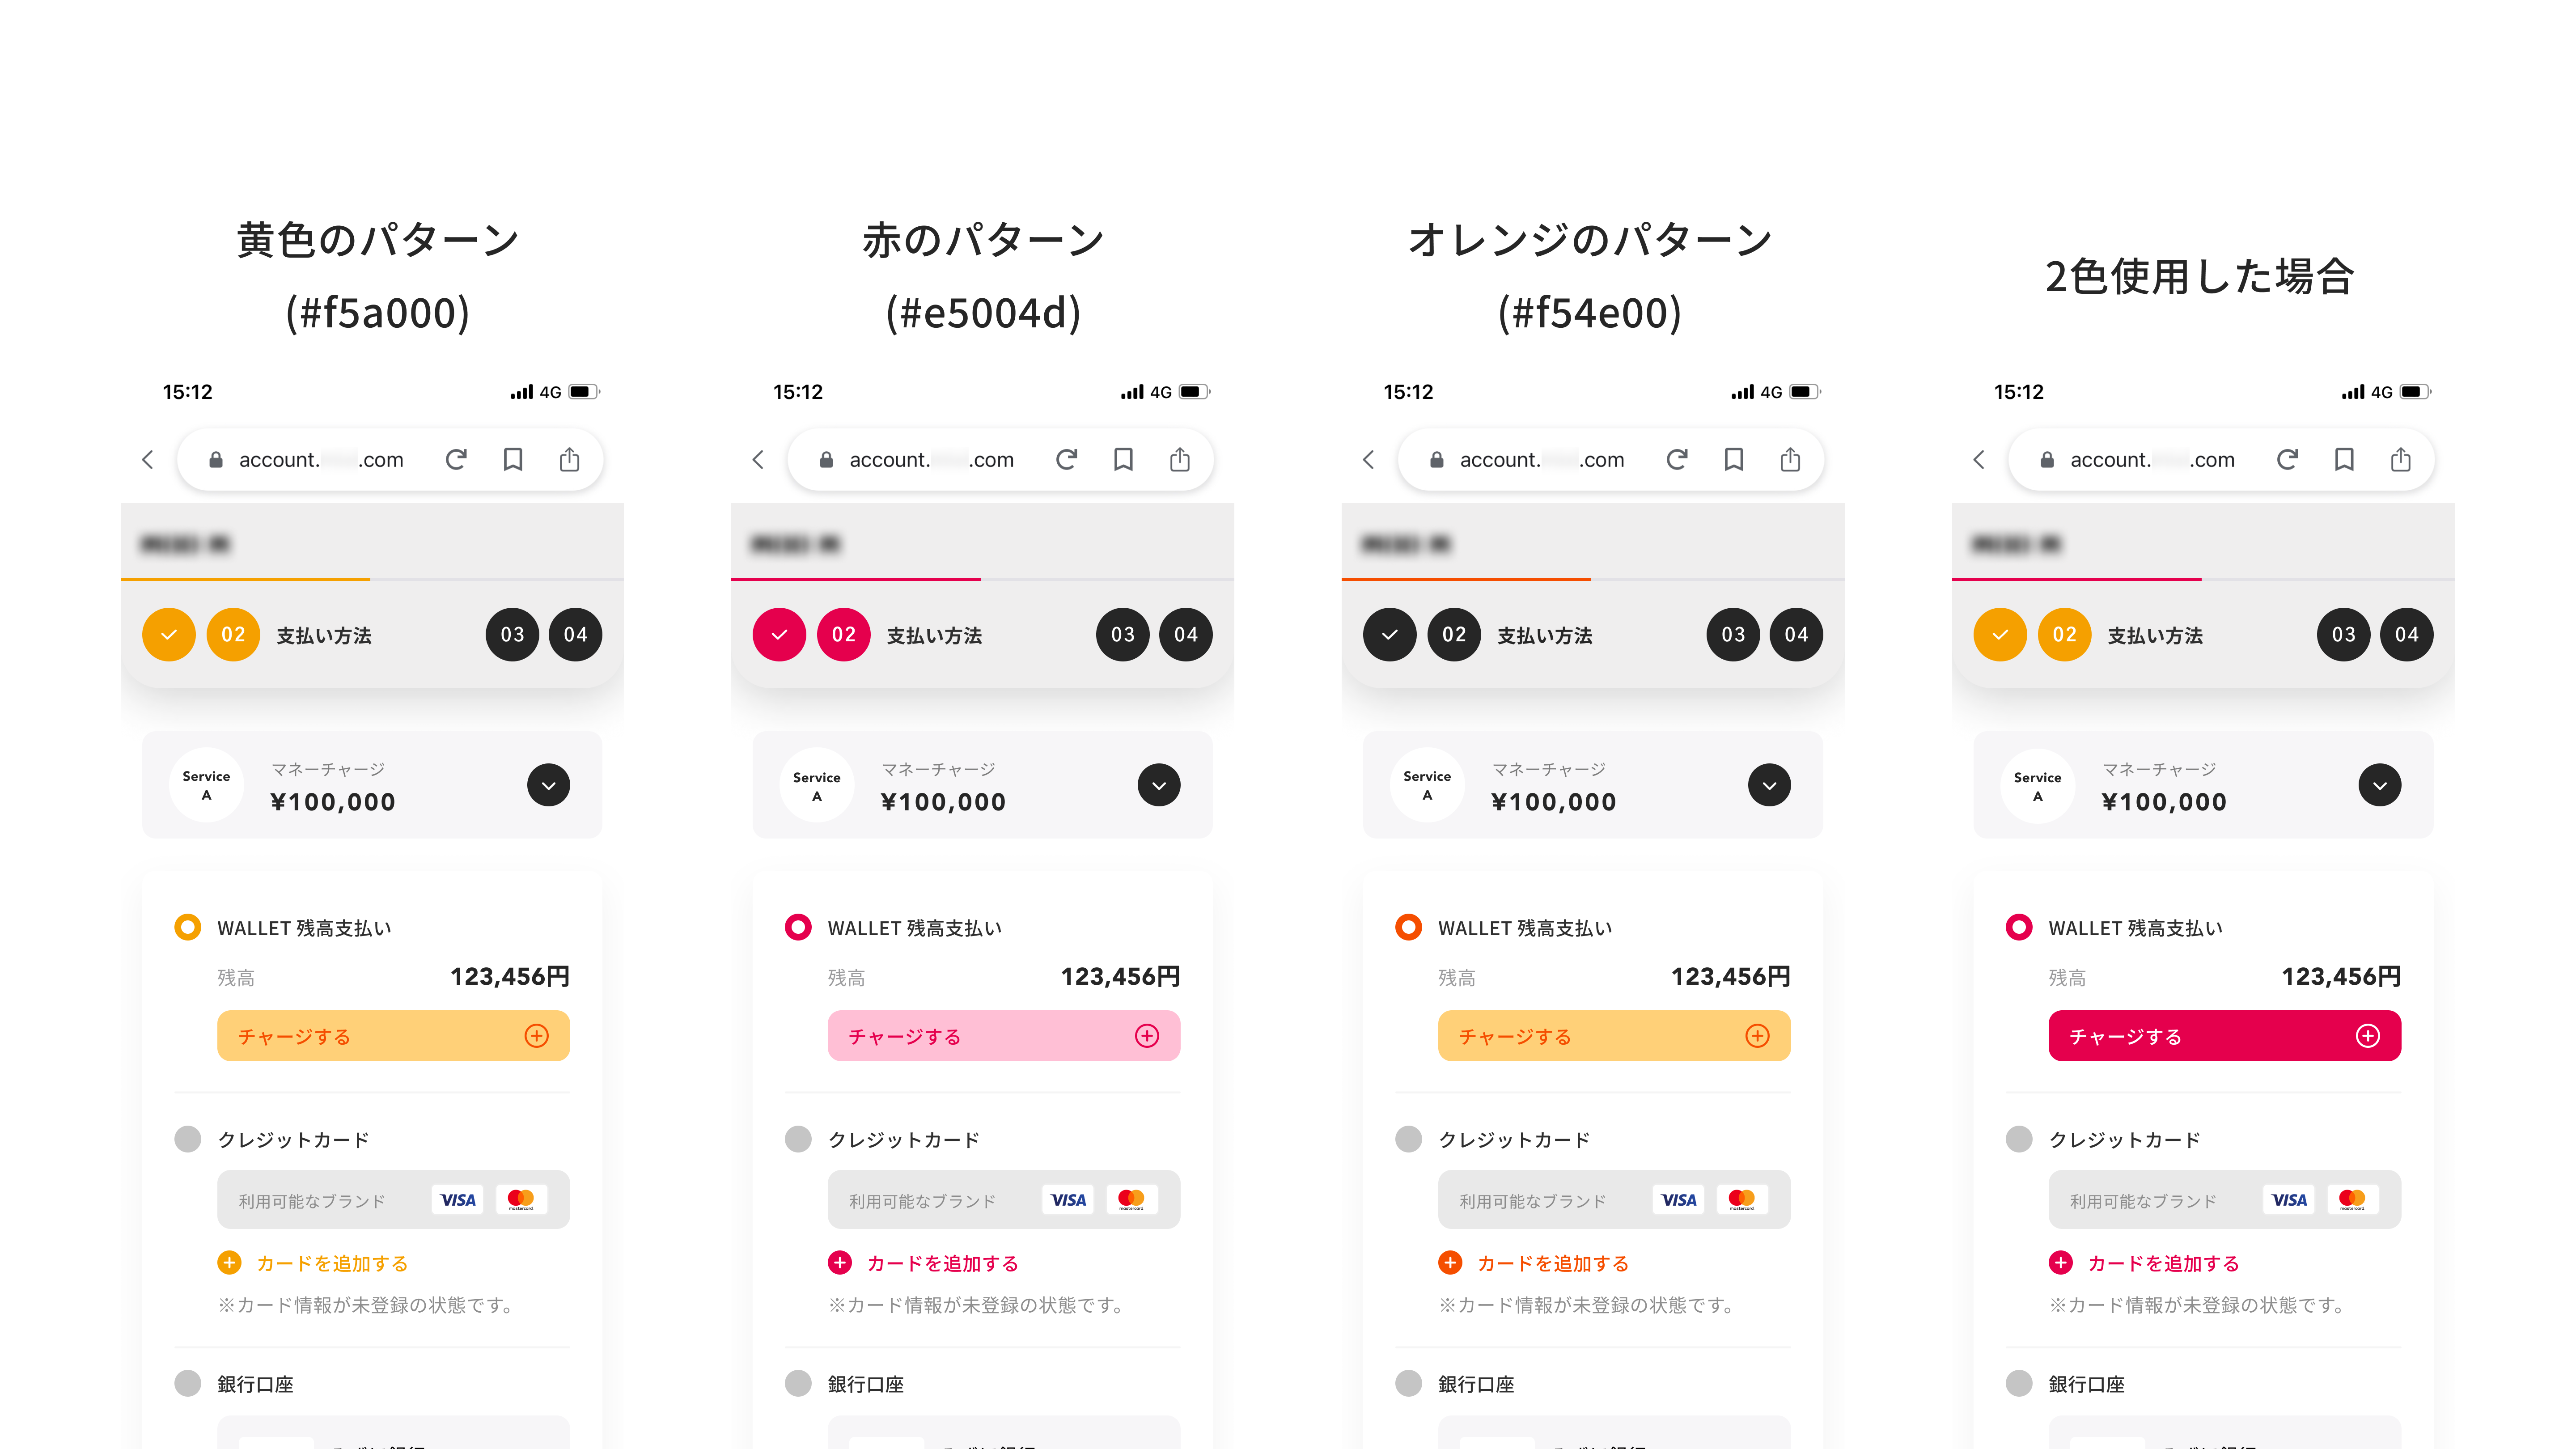 黄色のパターン
(#f5a000)
15:12
4G
account.
.com
02
支払い方法
03
04
Service
A
マネーチャージ
¥100,000
WALLET 残高支払い
残高
123,456円
チャージする
クレジットカード
利用可能なブランド
VISA
mastercard
カードを追加する
※カード情報が未登録の状態です。
銀行口座
赤のパターン
(#e5004d)
15:12
4G
account.
.com
02
支払い方法
03
04
Service
A
マネーチャージ
¥100,000
WALLET 残高支払い
残高
123,456円
チャージする
クレジットカード
利用可能なブランド
VISA
mastercard
カードを追加する
※カード情報が未登録の状態です。
銀行口座
オレンジのパターン
(#f54e00)
15:12
4G
account.
.com
02
支払い方法
03
04
Service
A
マネーチャージ
¥100,000
WALLET 残高支払い
残高
123,456円
チャージする
クレジットカード
利用可能なブランド
VISA
mastercard
カードを追加する
※カード情報が未登録の状態です。
銀行口座
2色使用した場合
15:12
4G
account.
.com
02
支払い方法
03
04
Service
A
マネーチャージ
¥100,000
WALLET 残高支払い
残高
123,456円
チャージする
クレジットカード
利用可能なブランド
VISA
mastercard
カードを追加する
※カード情報が未登録の状態です。
銀行口座